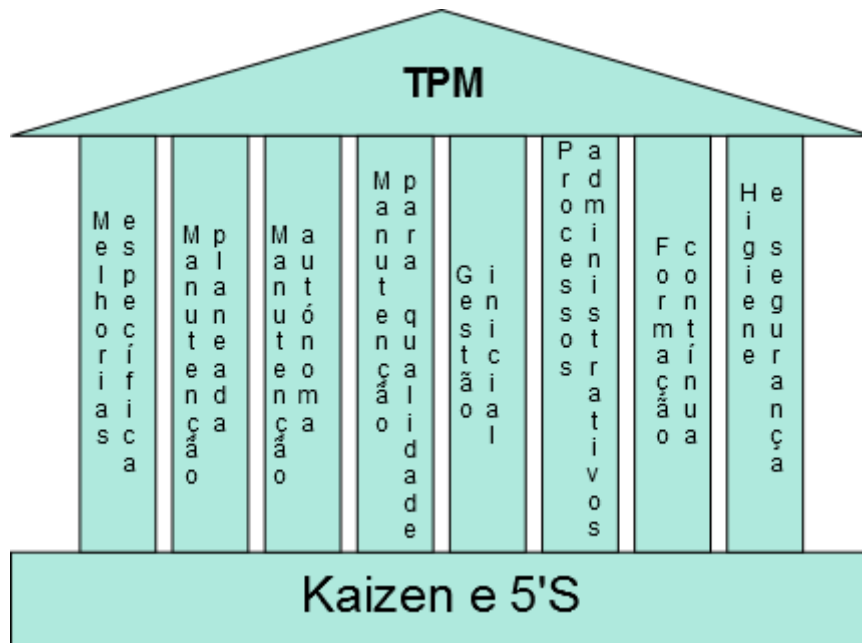 TPM
Melhorias
específica
Manutenção
planeada
Manutenção
autónoma
Manutenção
para qualidade
Gestão
inicial
Processos
administrativos
Formação
contínua
Higiene
e segurança
Kaizen e 5'S